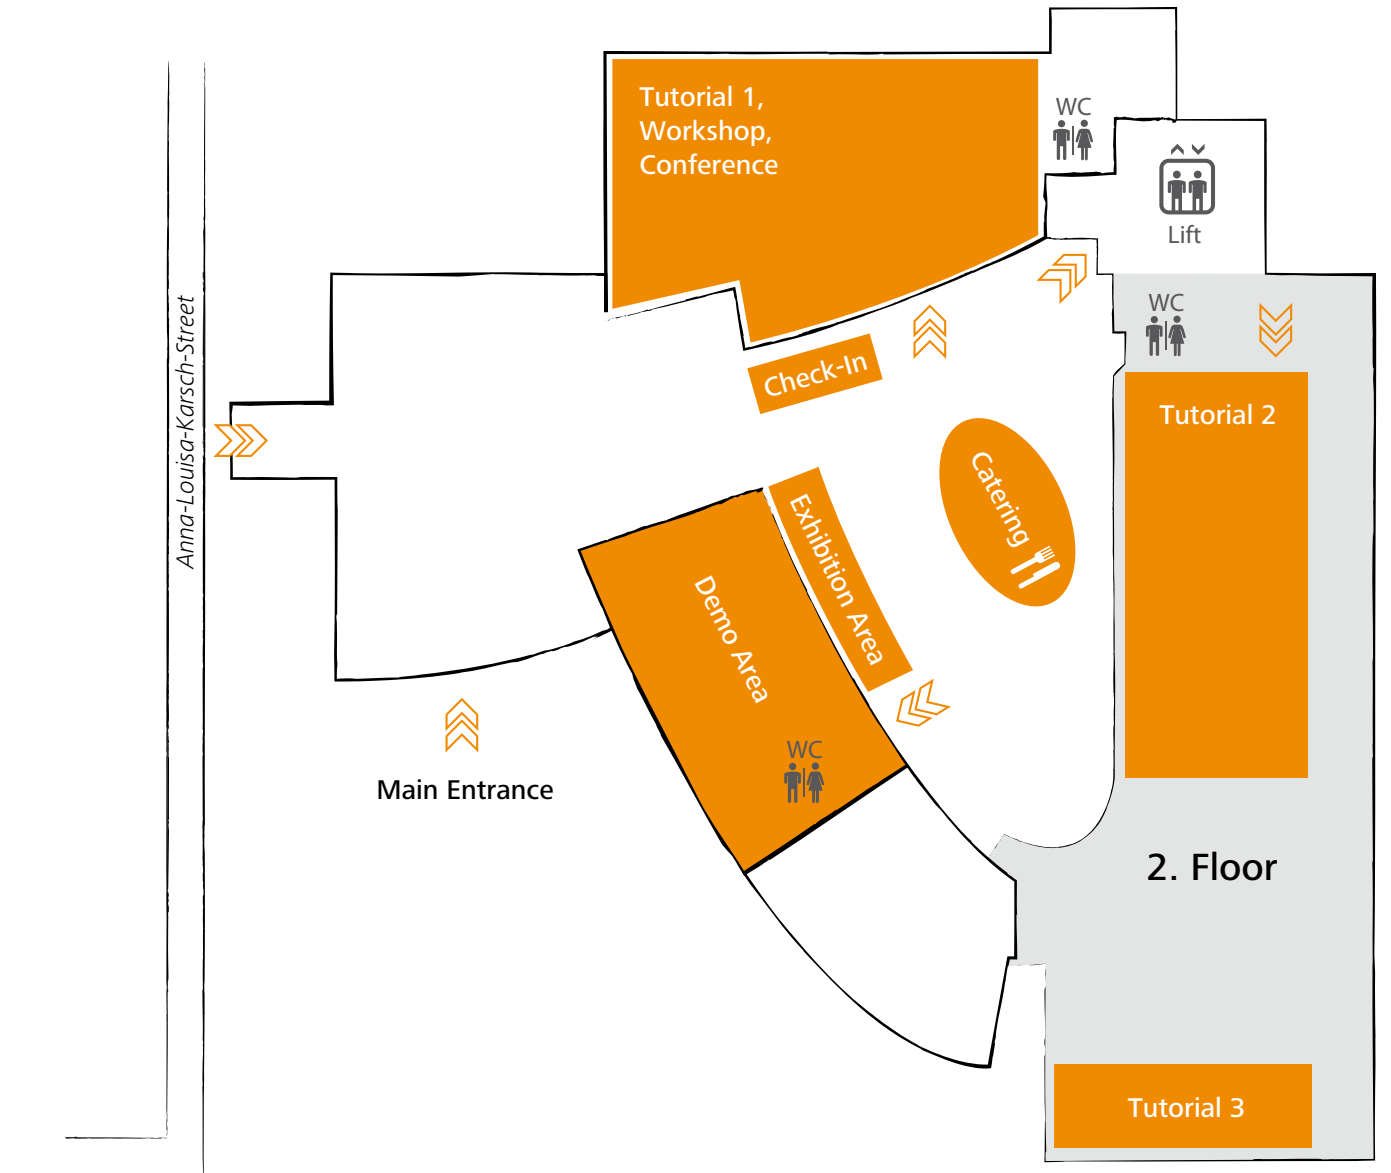 Tutorial 1,
Workshop,
Conference
WC
Lift
WC
Anna-Louisa-Karsch-Street
Check-In
Tutorial 2
Catering
Exhibition Area
Demo Area
WC
Main Entrance
2. Floor
Tutorial 3